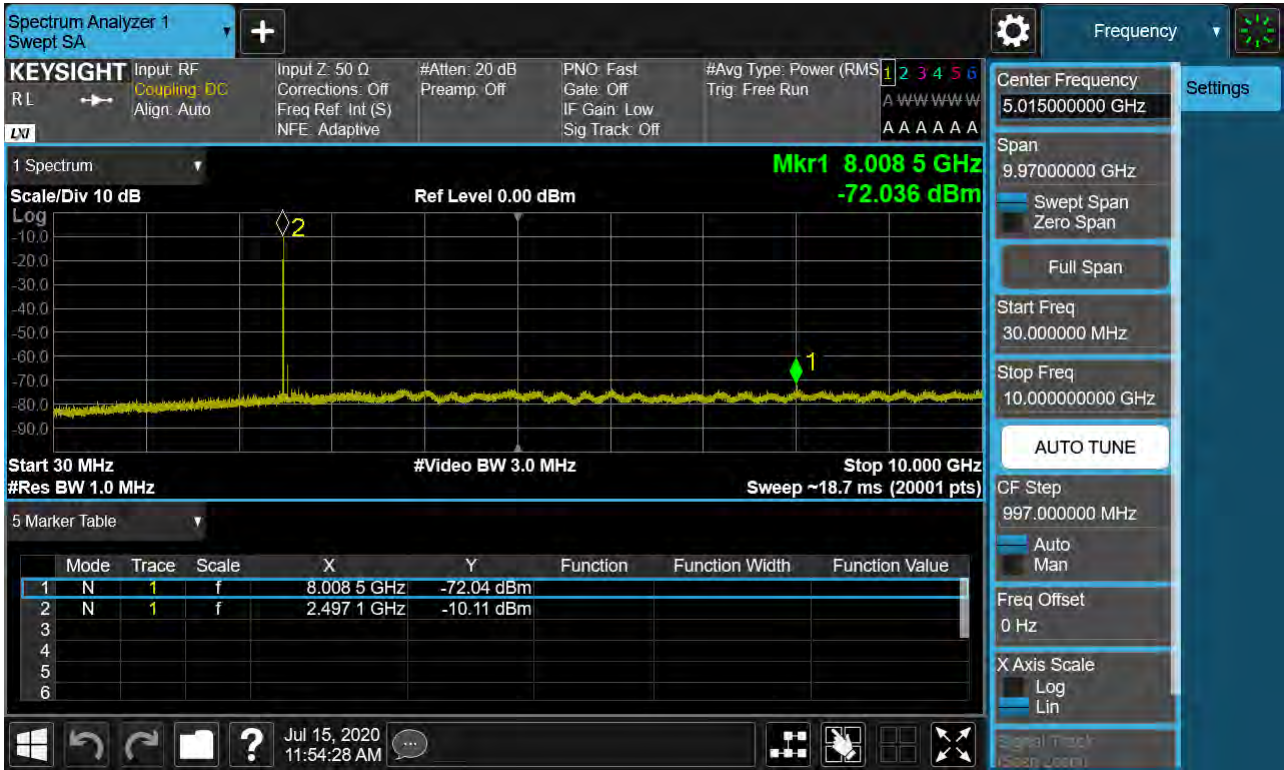 Spectrum Analyzer 1
Swept SA
+
Frequency
KEYSIGHT
RL
LXI
Input: RF
Coupling: DC
Align: Auto
Input Z: 50 Ω
Corrections: Off
Freq Ref: Int (S)
NFE: Adaptive
#Atten: 20 dB
Preamp: Off
PNO: Fast
Gate: Off
IF Gain: Low
Sig Track: Off
#Avg Type: Power (RMS
Trig: Free Run
1 2 3 4 5 6
A W W W W W
A A A A A A
1 Spectrum
Mkr1 8.008 5 GHz
-72.036 dBm
Scale/Div 10 dB
Ref Level 0.00 dBm
Log
-10.0
-20.0
-30.0
-40.0
-50.0
-60.0
-70.0
-80.0
-90.0
2
1
Start 30 MHz
#Video BW 3.0 MHz
Stop 10.000 GHz
#Res BW 1.0 MHz
Sweep ~18.7 ms (20001 pts)
5 Marker Table
Mode Trace Scale X Y Function Function Width Function Value
1 N 1 f 8.008 5 GHz -72.04 dBm
2 N 1 f 2.497 1 GHz -10.11 dBm
3
4
5
6
?
Jul 15, 2020
11:54:28 AM
Center Frequency
5.015000000 GHz
Settings
Span
9.97000000 GHz
Swept Span
Zero Span
Full Span
Start Freq
30.000000 MHz
Stop Freq
10.000000000 GHz
AUTO TUNE
CF Step
997.000000 MHz
Auto
Man
Freq Offset
0 Hz
X Axis Scale
Log
Lin
Signal Track
(Span Zoom)